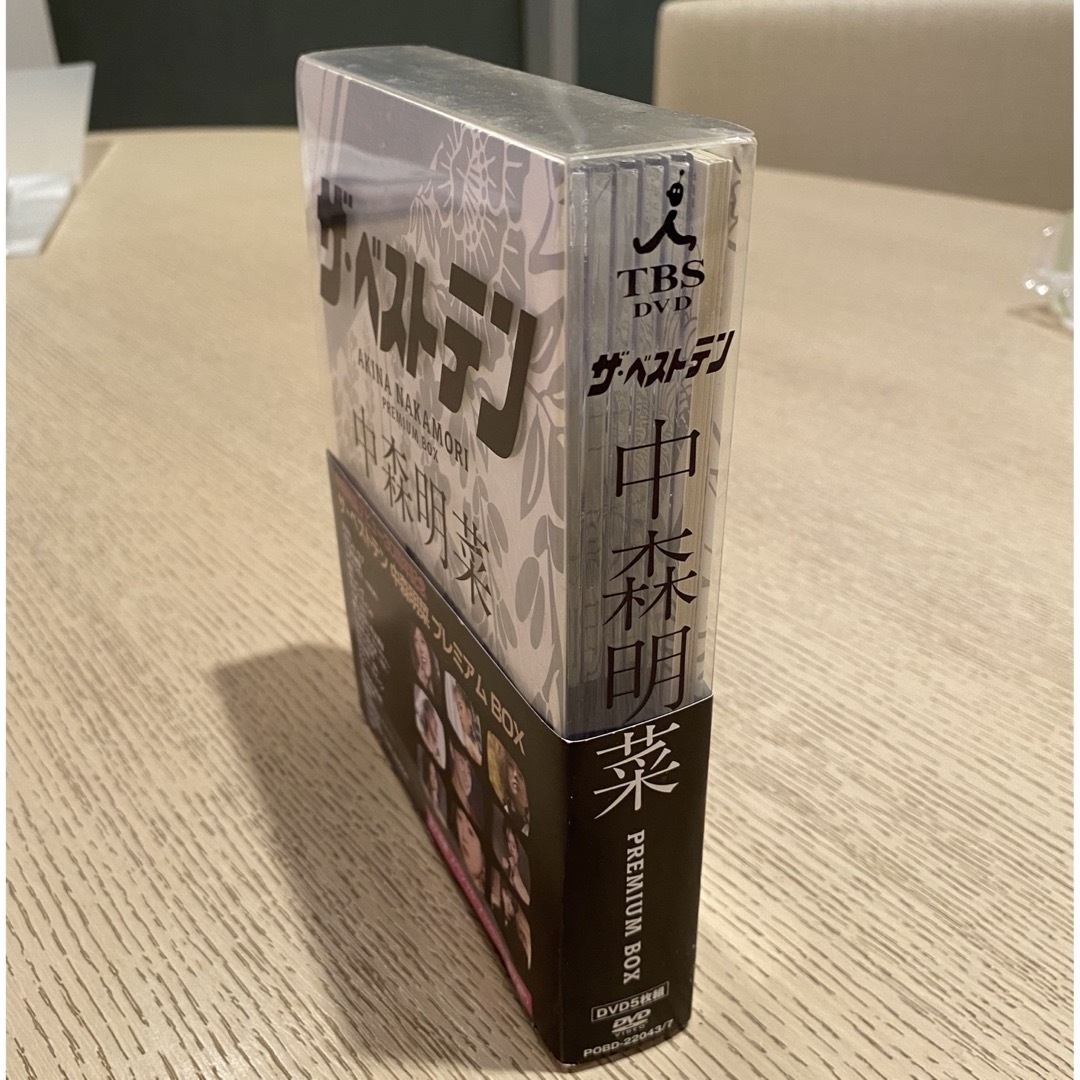 ザ・ベストテン
AKINA NAKAMORI
PREMIUM BOX
中森明菜
ザ・ベストテン 中森明菜 プレミアム BOX
TBS
DVD
ザ・ベストテン
中森明菜
PREMIUM BOX
DVD5枚組
DVD
VIDEO
POBD-22043/7